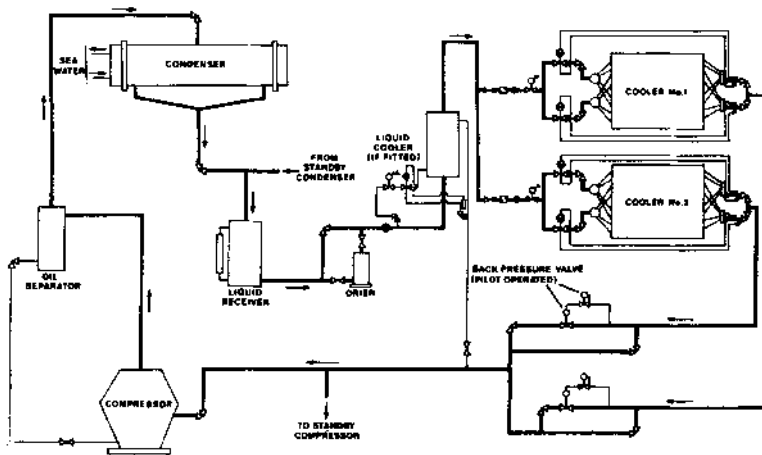 SEA
WATER
CONDENSER
FROM
STANDBY
CONDENSER
LIQUID
COOLER
(IF FITTED)
COOLER No.1
COOLER No.2
OIL
SEPARATOR
LIQUID
RECEIVER
DRIER
BACK PRESSURE VALVE
(PILOT OPERATED)
COMPRESSOR
TO STANDBY
COMPRESSOR